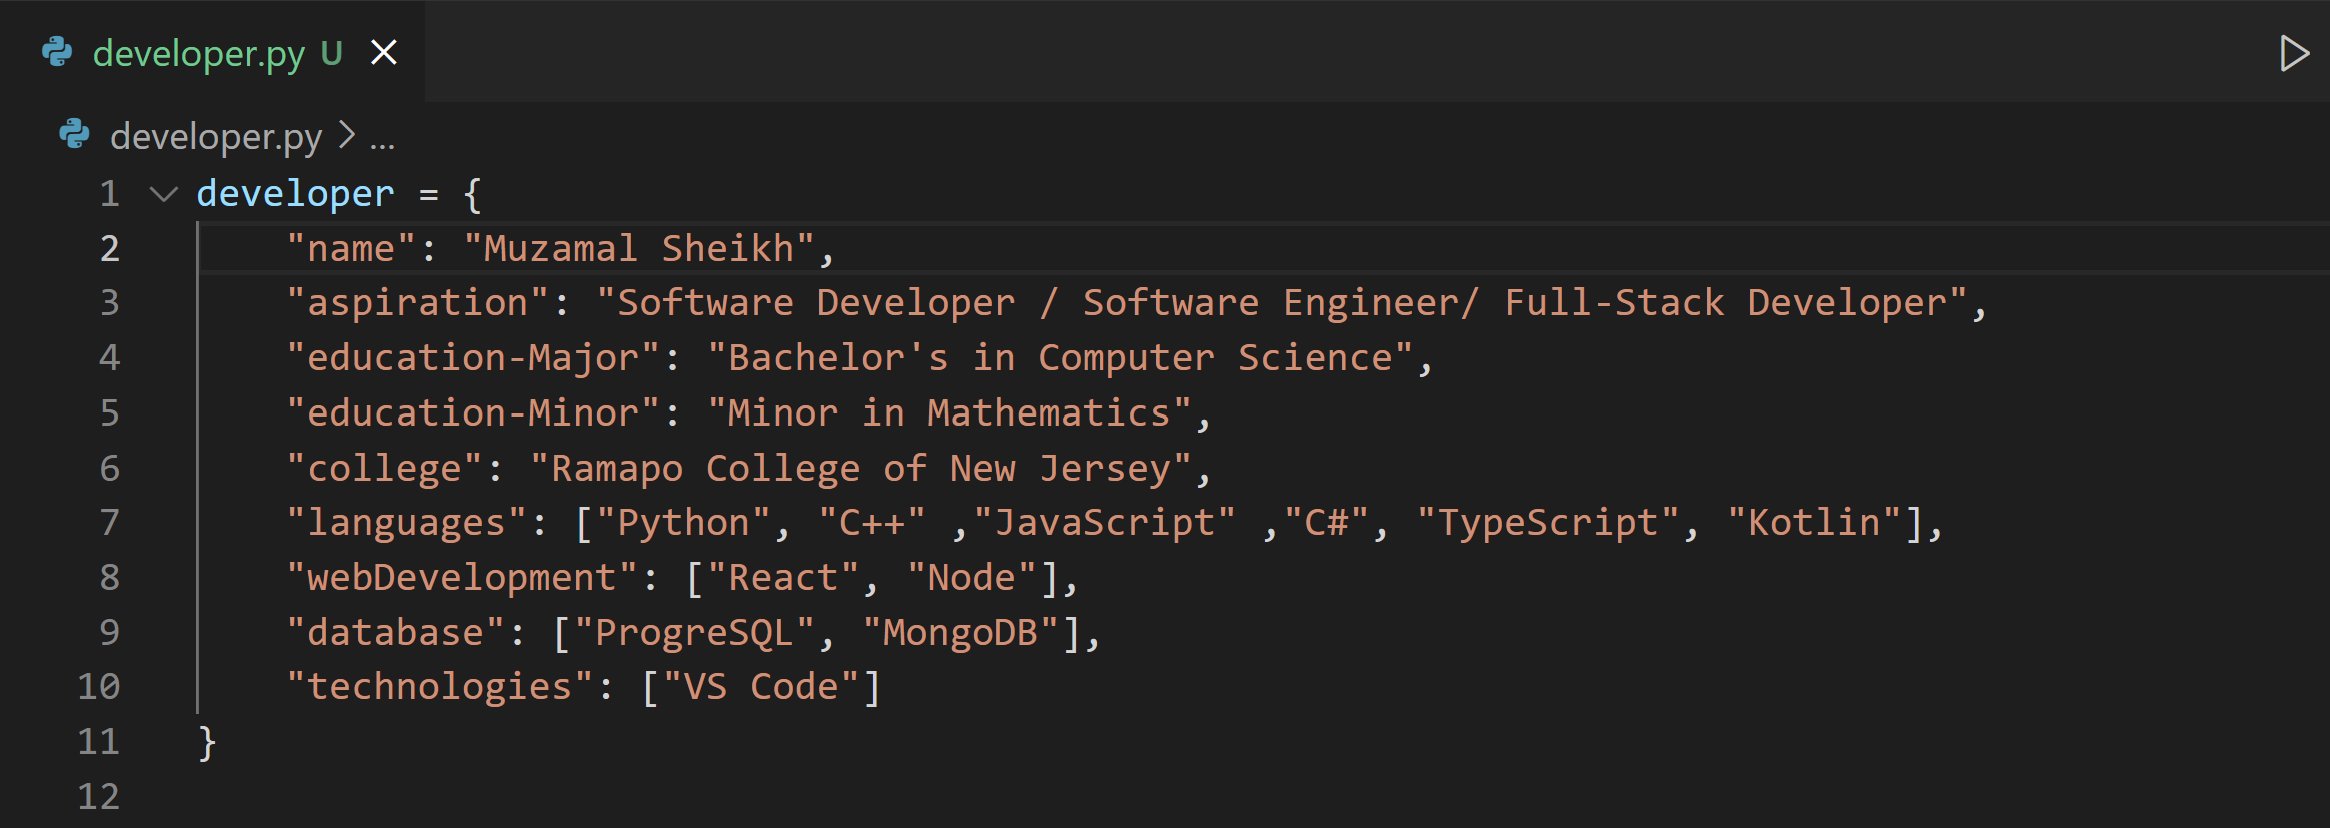 developer.py U
developer.py > ...
1 developer = {
2 "name": "Muzamal Sheikh",
3 "aspiration": "Software Developer / Software Engineer/ Full-Stack Developer",
4 "education-Major": "Bachelor's in Computer Science",
5 "education-Minor": "Minor in Mathematics",
6 "college": "Ramapo College of New Jersey",
7 "languages": ["Python", "C++" ,"JavaScript" ,"C#", "TypeScript", "Kotlin"],
8 "webDevelopment": ["React", "Node"],
9 "database": ["ProgreSQL", "MongoDB"],
10 "technologies": ["VS Code"]
11 }
12